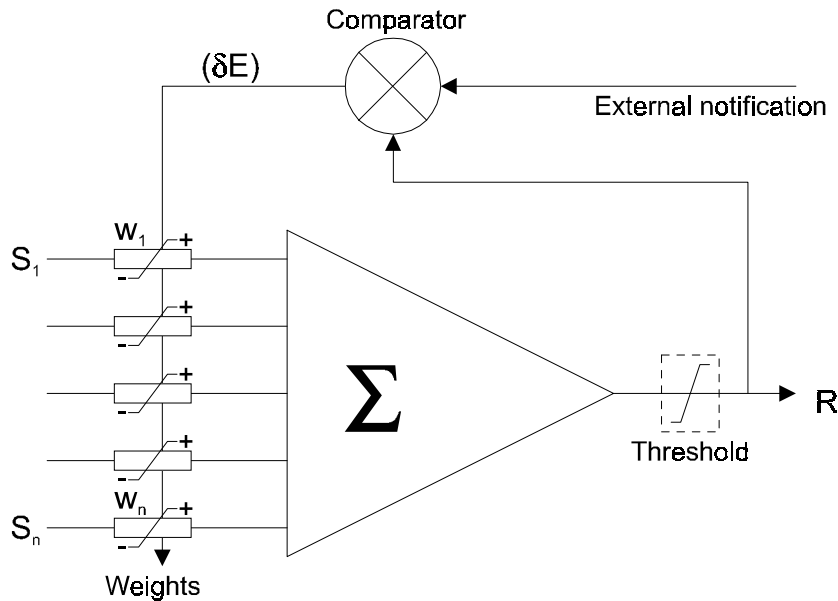 Comparator
(δE)
External notification
W1
+
S1
-
+
-
+
-
Σ
R
+
-
Threshold
Wn
+
Sn
-
Weights